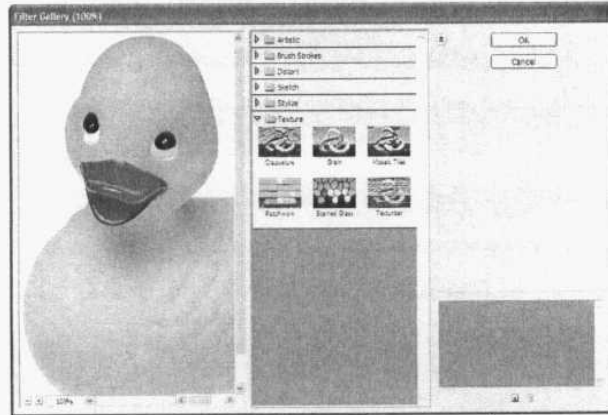 Filter Gallery (100%)
Artistic
Brush Strokes
Distort
Sketch
Stylize
Texture
Craquelure
Grain
Mosaic Tiles
Patchwork
Stained Glass
Texturizer
100%
OK
Cancel